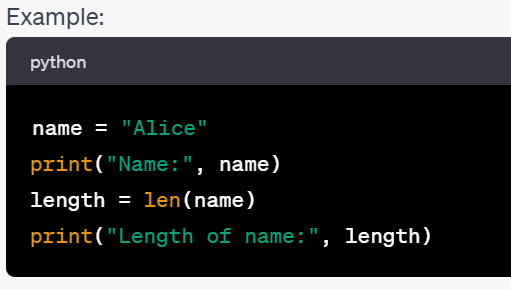 Example:
python
name = "Alice"
print("Name:", name)
length = len(name)
print("Length of name:", length)